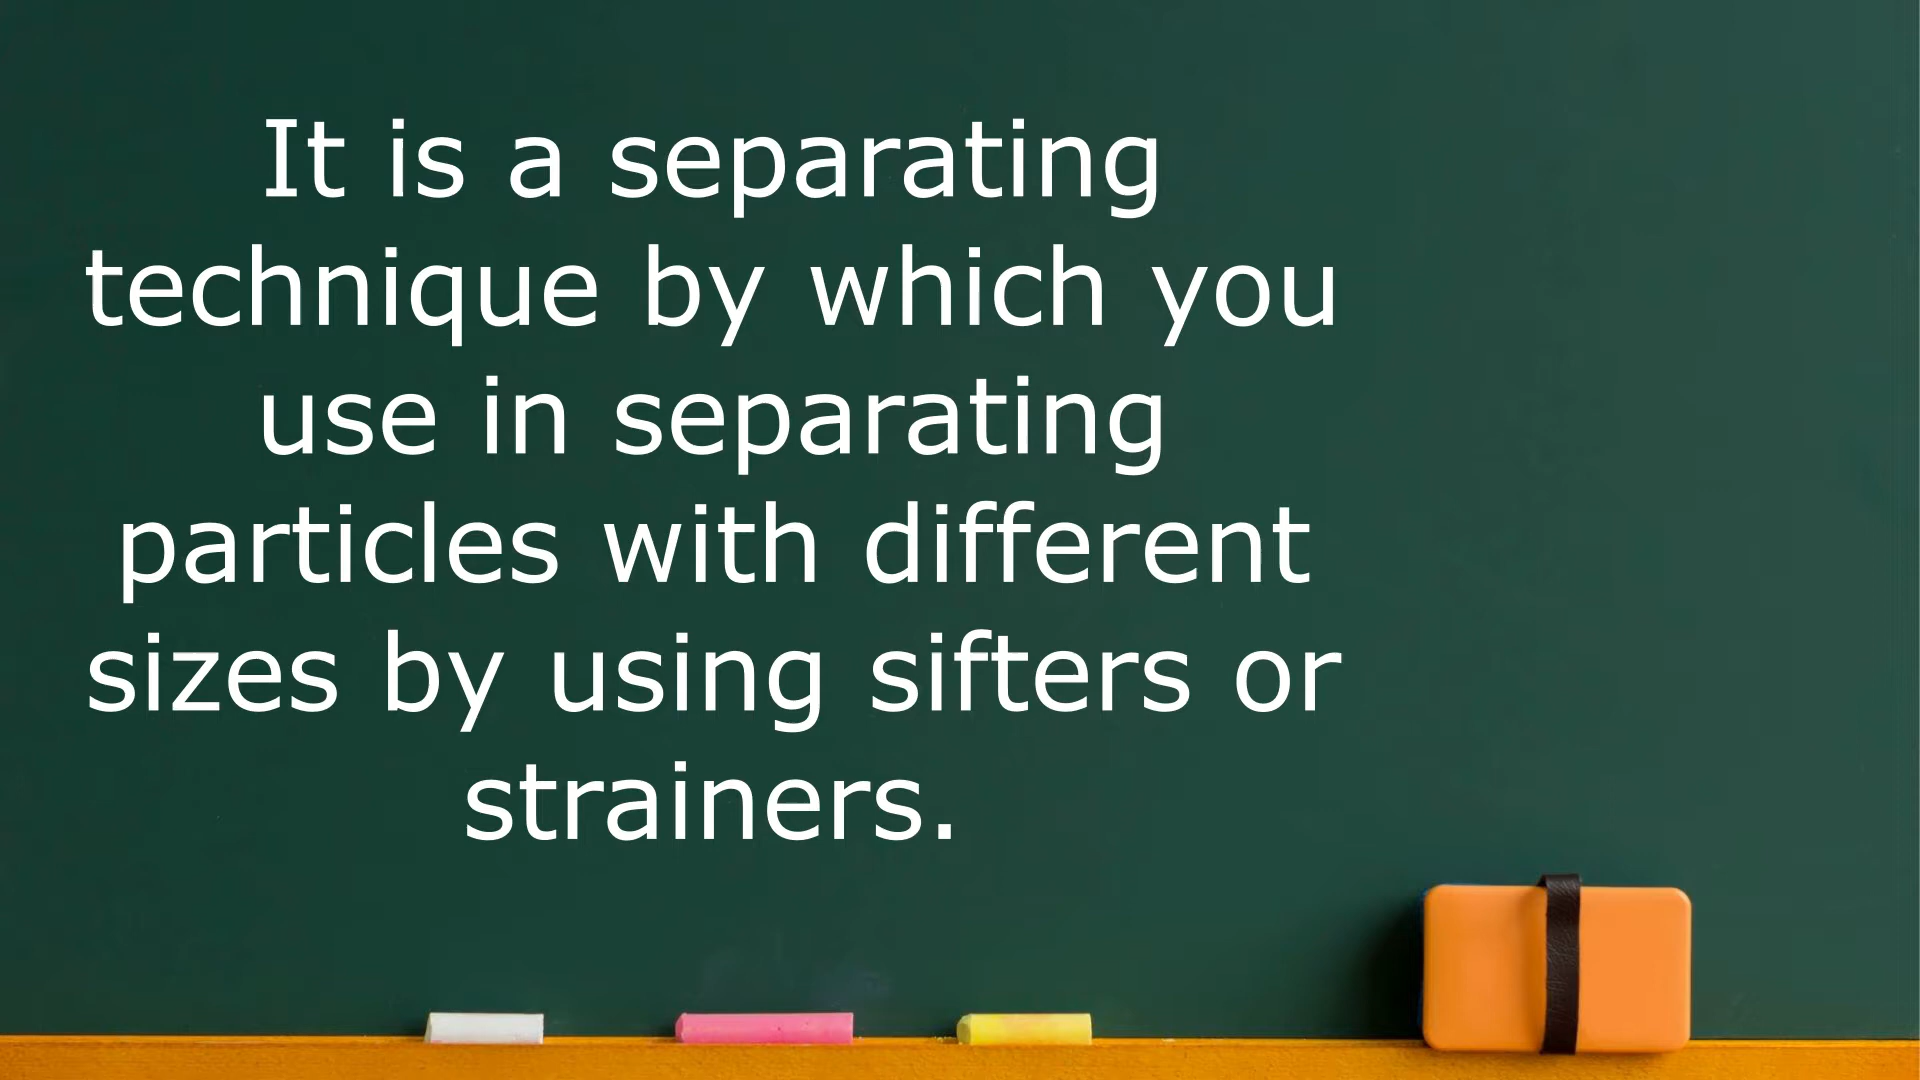 It is a separating
technique by which you
use in separating
particles with different
sizes by using sifters or
strainers.